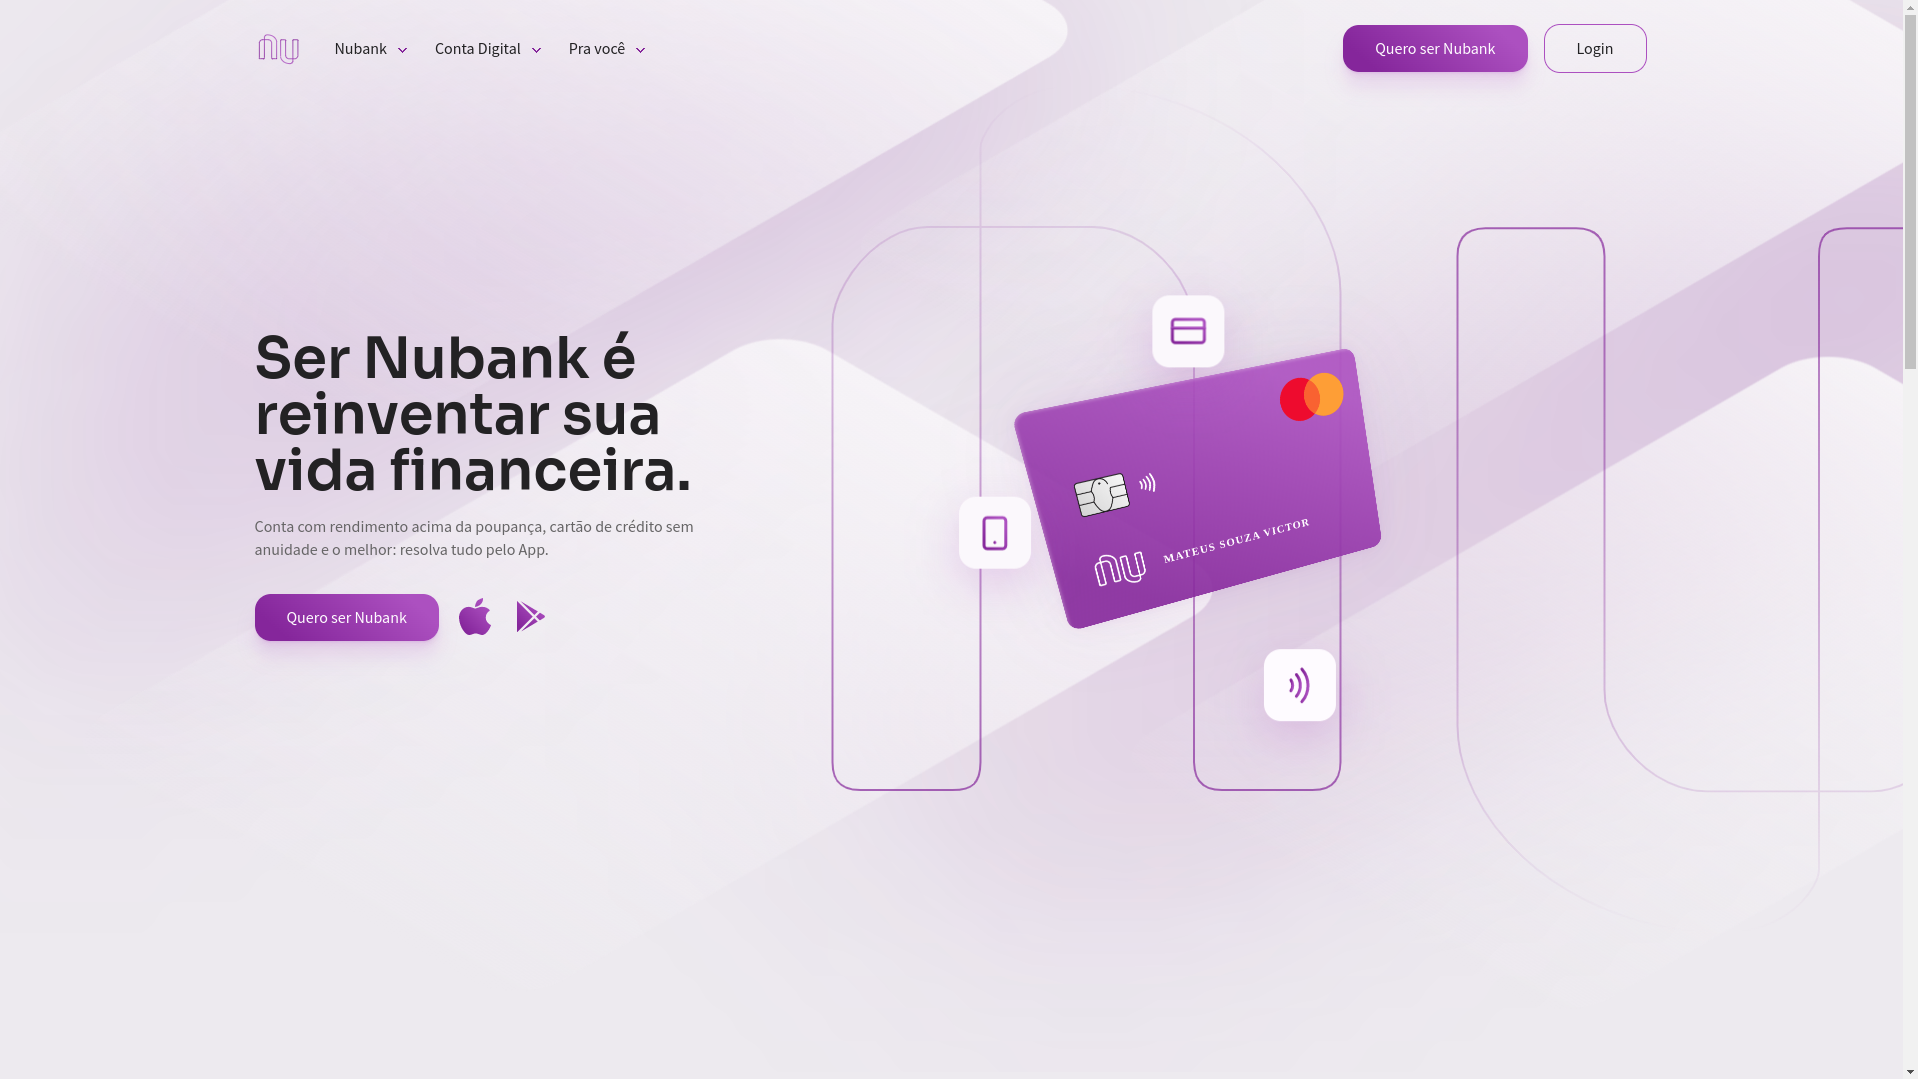 nu
Nubank
Conta Digital
Pra você
Quero ser Nubank
Login
Ser Nubank é
reinventar sua
vida financeira.
Conta com rendimento acima da poupança, cartão de crédito sem
anuidade e o melhor: resolva tudo pelo App.
Quero ser Nubank
nu
MATEUS SOUZA VICTOR